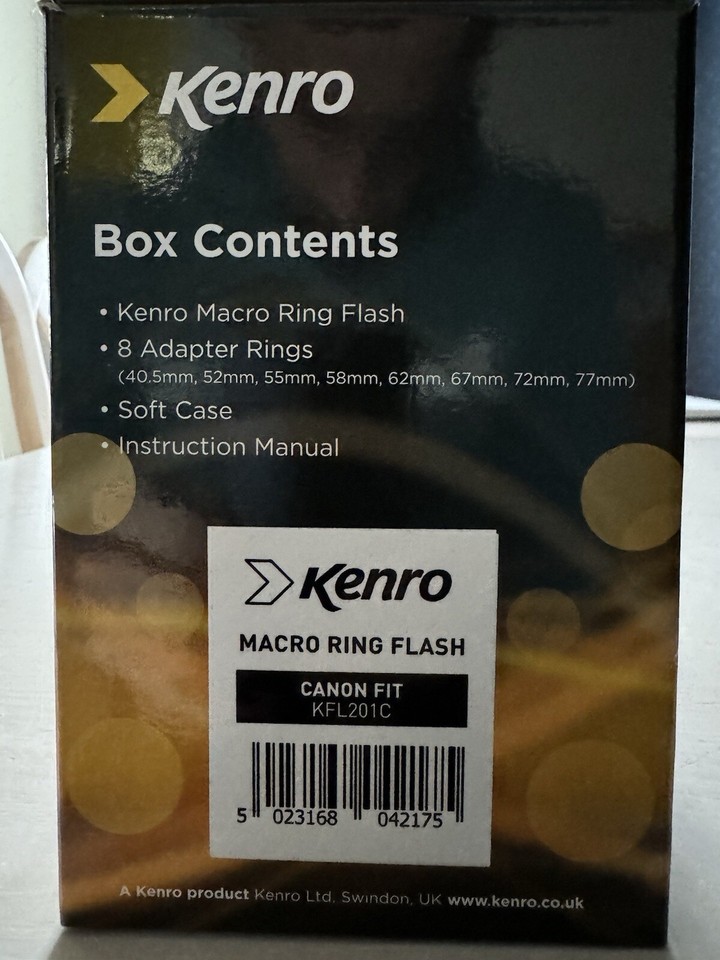 Kenro
Box Contents
• Kenro Macro Ring Flash
• 8 Adapter Rings
(40.5mm, 52mm, 55mm, 58mm, 62mm, 67mm, 72mm, 77mm)
• Soft Case
• Instruction Manual
Kenro
MACRO RING FLASH
CANON FIT
KFL201C
5 023168 042175
A Kenro product Kenro Ltd, Swindon, UK www.kenro.co.uk